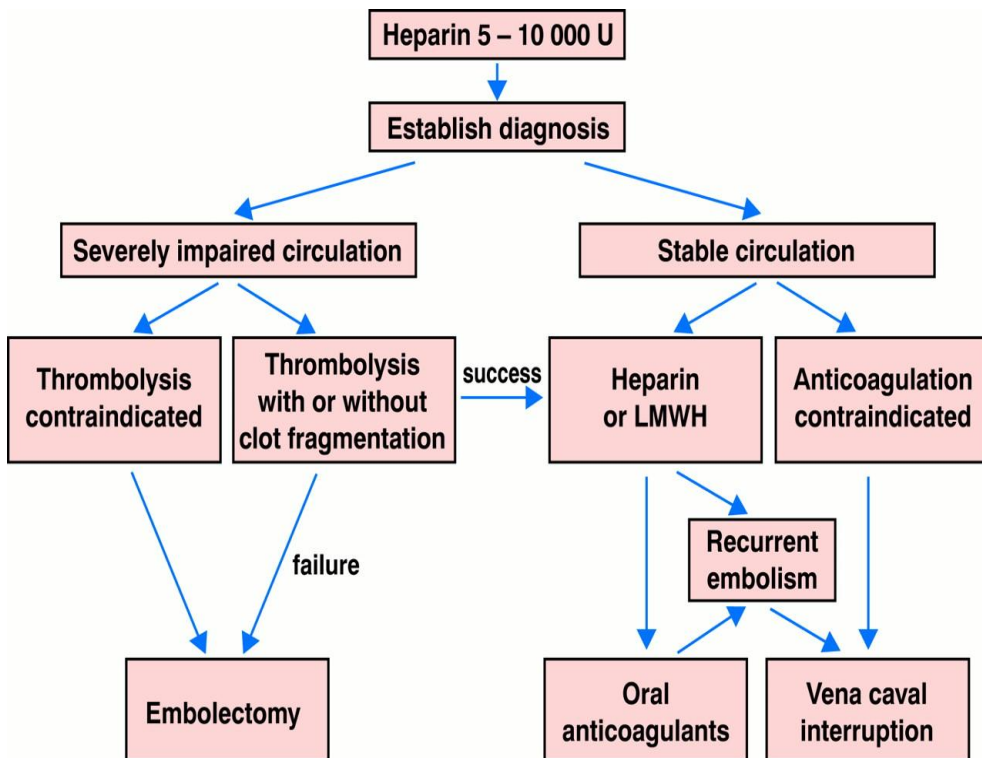 Heparin 5 – 10 000 U
Establish diagnosis
Severely impaired circulation
Stable circulation
Thrombolysis
contraindicated
Thrombolysis
with or without
clot fragmentation
success
Heparin
or LMWH
Anticoagulation
contraindicated
Recurrent
embolism
failure
Embolectomy
Oral
anticoagulants
Vena caval
interruption